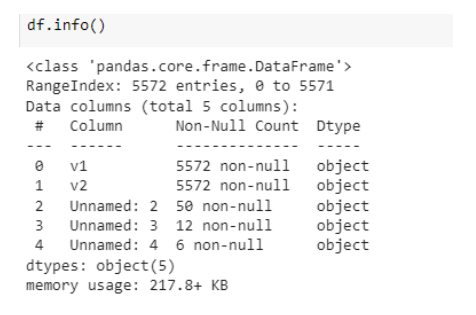 df.info()
<class 'pandas.core.frame.DataFrame'>
RangeIndex: 5572 entries, 0 to 5571
Data columns (total 5 columns):
 #   Column      Non-Null Count  Dtype
---  ------      --------------  -----
 0   v1          5572 non-null   object
 1   v2          5572 non-null   object
 2   Unnamed: 2  50 non-null     object
 3   Unnamed: 3  12 non-null     object
 4   Unnamed: 4  6 non-null      object
dtypes: object(5)
memory usage: 217.8+ KB